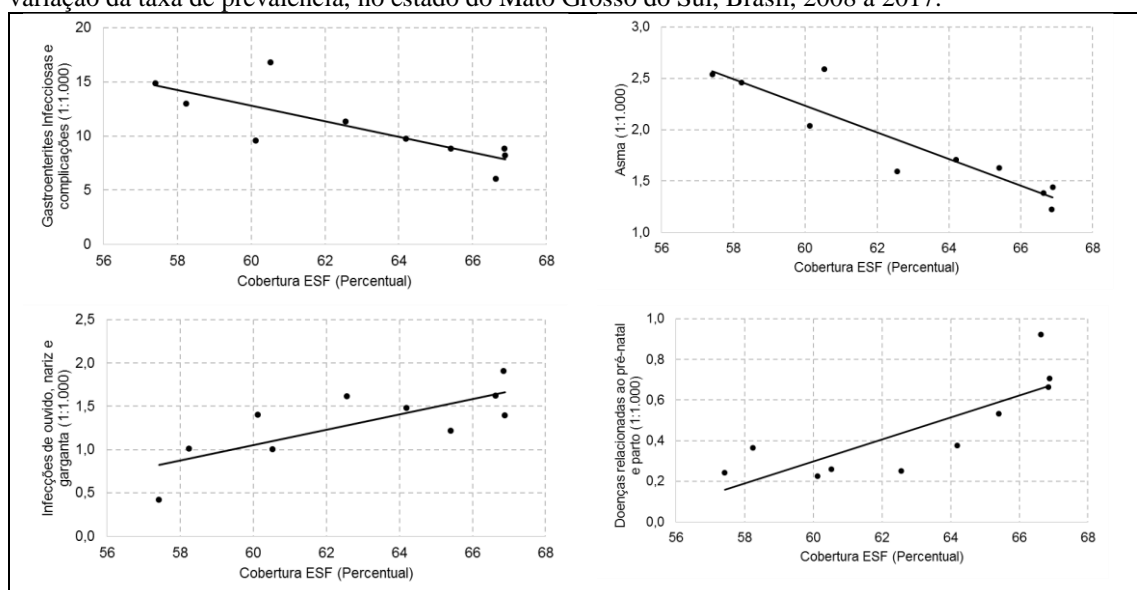 variação da taxa de prevalência, no estado do Mato Grosso do Sul, Brasil, 2008 a 2017.
Gastroenterites Infecciosas e
complicações (1:1.000)
20
15
10
5
0
56 58 60 62 64 66 68
Cobertura ESF (Percentual)
Asma (1:1.000)
3,0
2,5
2,0
1,5
1,0
56 58 60 62 64 66 68
Cobertura ESF (Percentual)
Infecções de ouvido, nariz e
garganta (1:1.000)
2,5
2,0
1,5
1,0
0,5
0,0
56 58 60 62 64 66 68
Cobertura ESF (Percentual)
Doenças relacionadas ao pré-natal
e parto (1:1.000)
1,0
0,8
0,6
0,4
0,2
0,0
56 58 60 62 64 66 68
Cobertura ESF (Percentual)